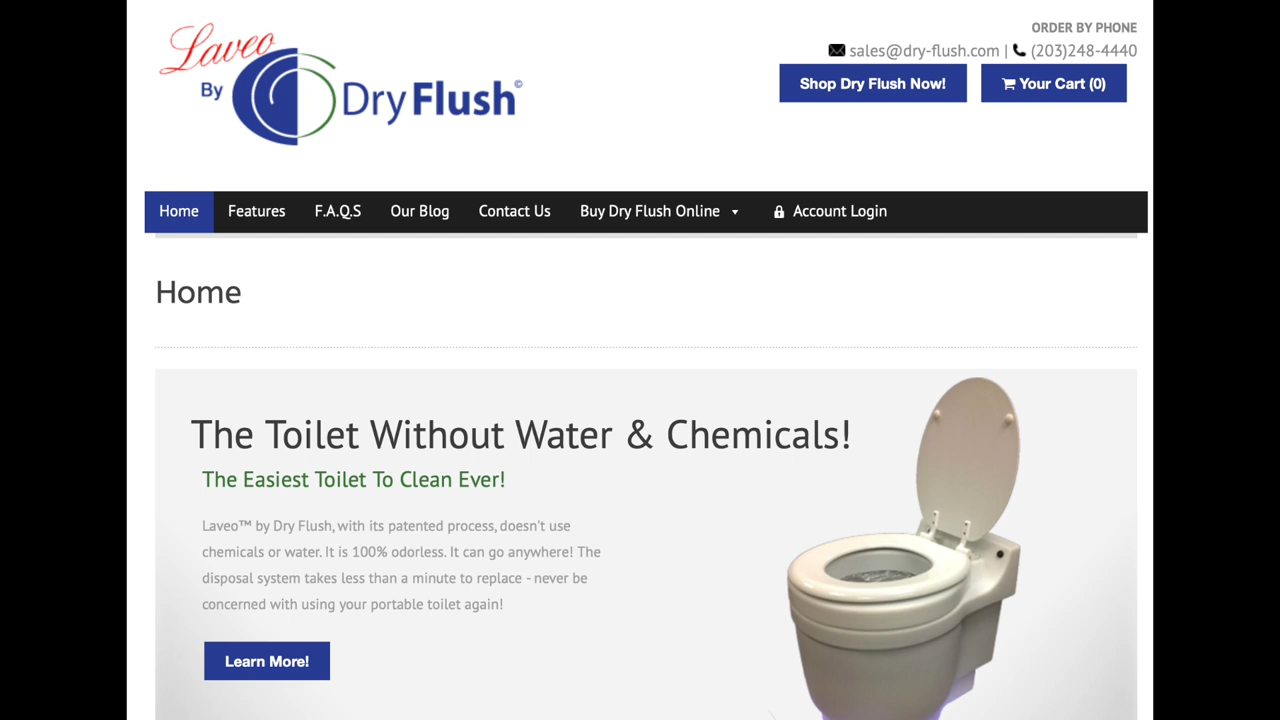 Laveo
By
Dry Flush©
ORDER BY PHONE
sales@dry-flush.com | (203)248-4440
Shop Dry Flush Now!
Your Cart (0)
Home
Features
F.A.Q.S
Our Blog
Contact Us
Buy Dry Flush Online
Account Login
Home
The Toilet Without Water & Chemicals!
The Easiest Toilet To Clean Ever!
Laveo™ by Dry Flush, with its patented process, doesn't use
chemicals or water. It is 100% odorless. It can go anywhere! The
disposal system takes less than a minute to replace - never be
concerned with using your portable toilet again!
Learn More!